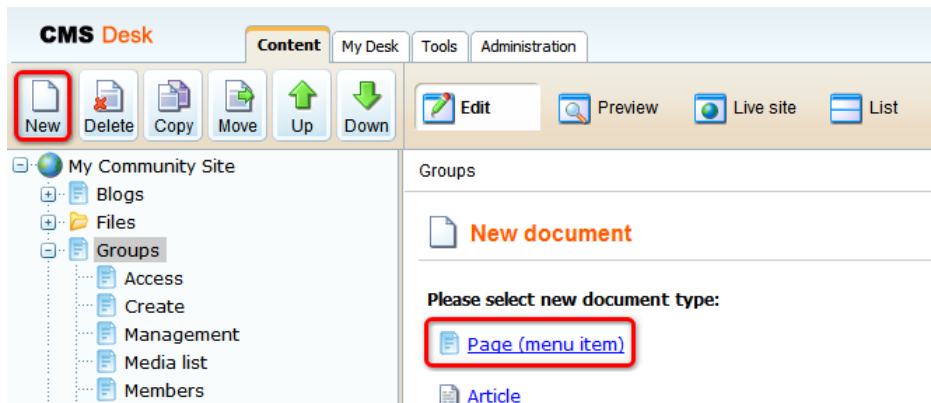 CMS Desk
Content My Desk Tools Administration
New Delete Copy Move Up Down Edit Preview Live site List
My Community Site
Blogs
Files
Groups
Access
Create
Management
Media list
Members
Groups
New document
Please select new document type:
Page (menu item)
Article